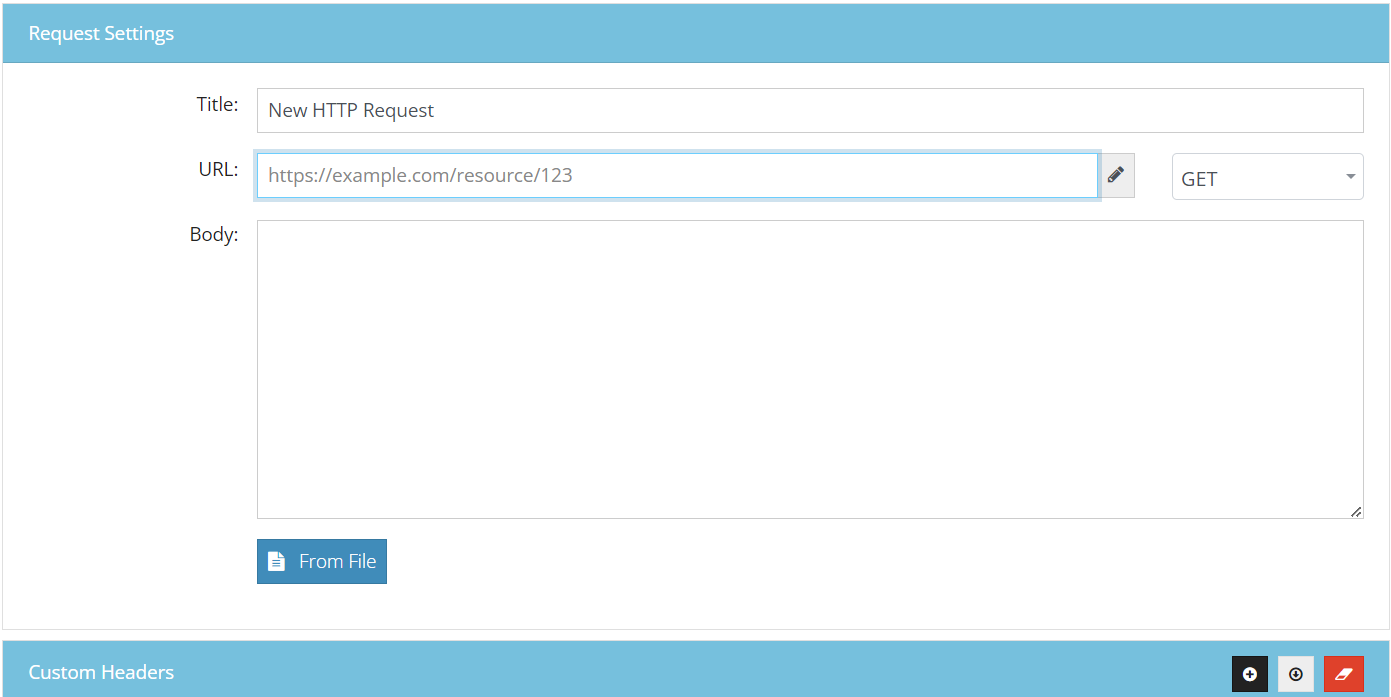 Request Settings
Title: New HTTP Request
URL: https://example.com/resource/123 GET
Body:
From File
Custom Headers